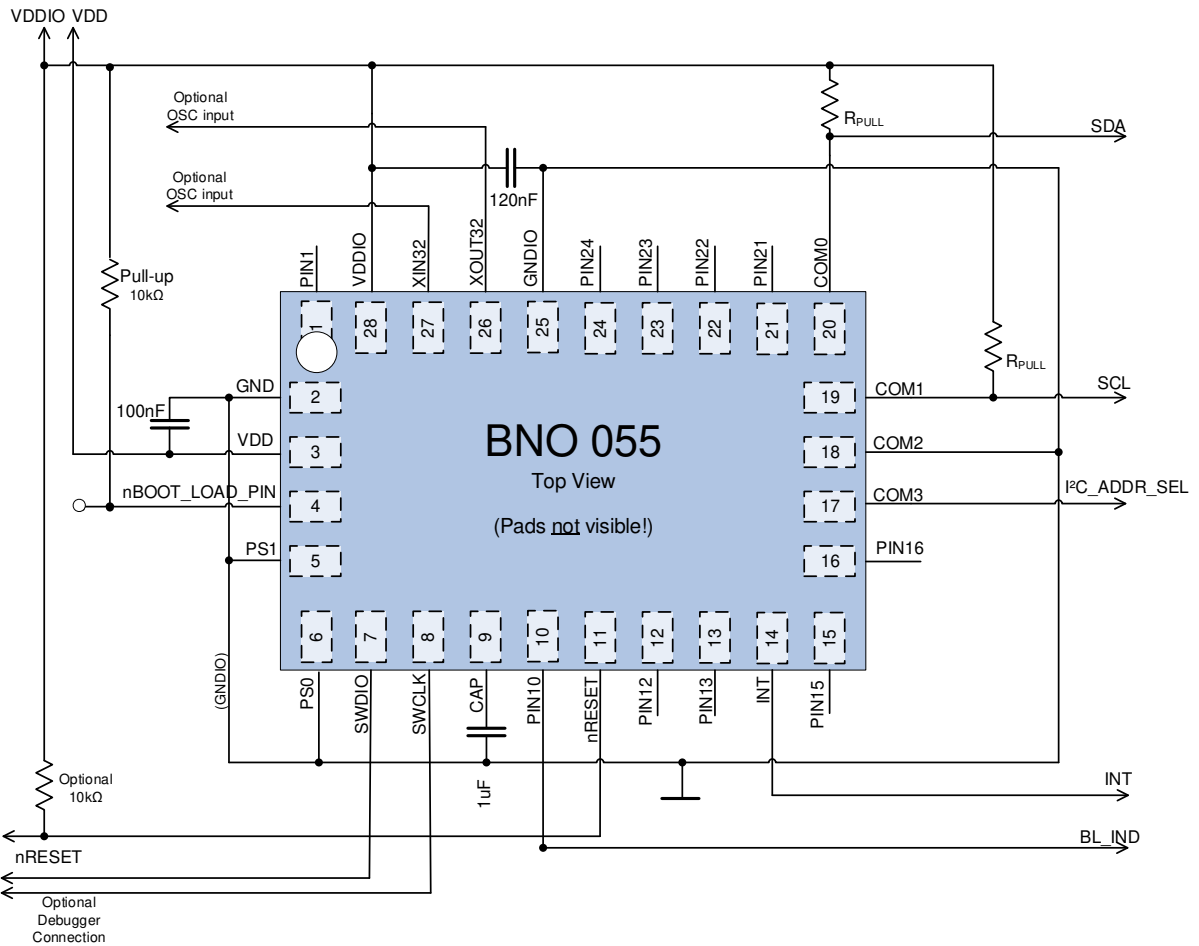 VDDIO VDD
Optional
OSC input
RPULL
SDA
Optional
OSC input
120nF
Pull-up
10kΩ
PIN1
VDDIO
XIN32
XOUT32
GNDIO
PIN24
PIN23
PIN22
PIN21
COM0
1
28
27
26
25
24
23
22
21
20
RPULL
GND
2
19
COM1
SCL
100nF
VDD
3
18
COM2
BNO 055
Top View
(Pads not visible!)
nBOOT_LOAD_PIN
4
17
COM3
I²C_ADDR_SEL
PS1
5
16
PIN16
6
7
8
9
10
11
12
13
14
15
(GNDIO)
PS0
SWDIO
SWCLK
CAP
PIN10
nRESET
PIN12
PIN13
INT
PIN15
1uF
Optional
10kΩ
INT
BL_IND
nRESET
Optional
Debugger
Connection